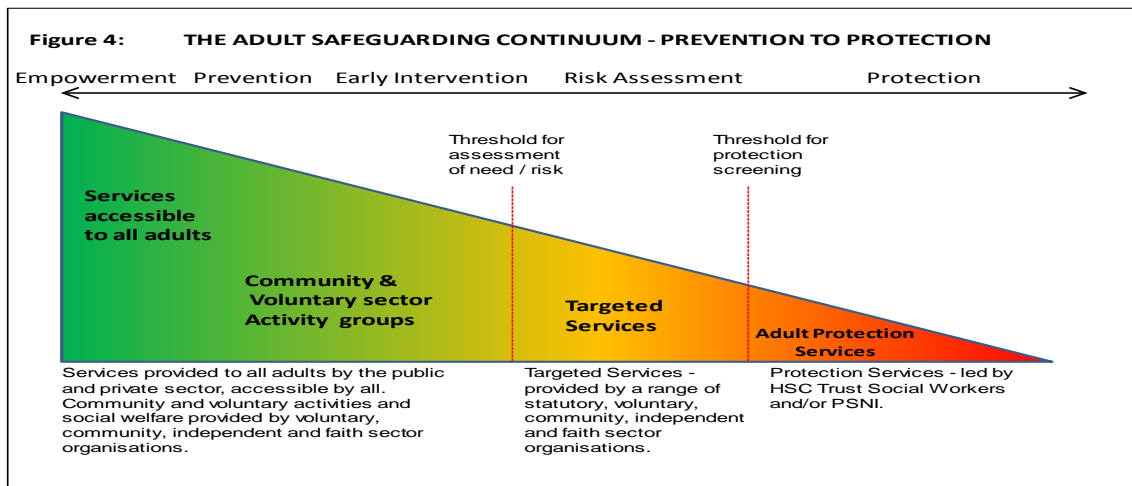 Figure 4: THE ADULT SAFEGUARDING CONTINUUM - PREVENTION TO PROTECTION
Empowerment Prevention Early Intervention Risk Assessment Protection
Threshold for
assessment
of need / risk
Threshold for
protection
screening
Services
accessible
to all adults
Community &
Voluntary sector
Activity groups
Targeted
Services
Adult Protection
Services
Services provided to all adults by the public
and private sector, accessible by all.
Community and voluntary activities and
social welfare provided by voluntary,
community, independent and faith sector
organisations.
Targeted Services -
provided by a range of
statutory, voluntary,
community, independent
and faith sector
organisations.
Protection Services - led by
HSC Trust Social Workers
and/or PSNI.